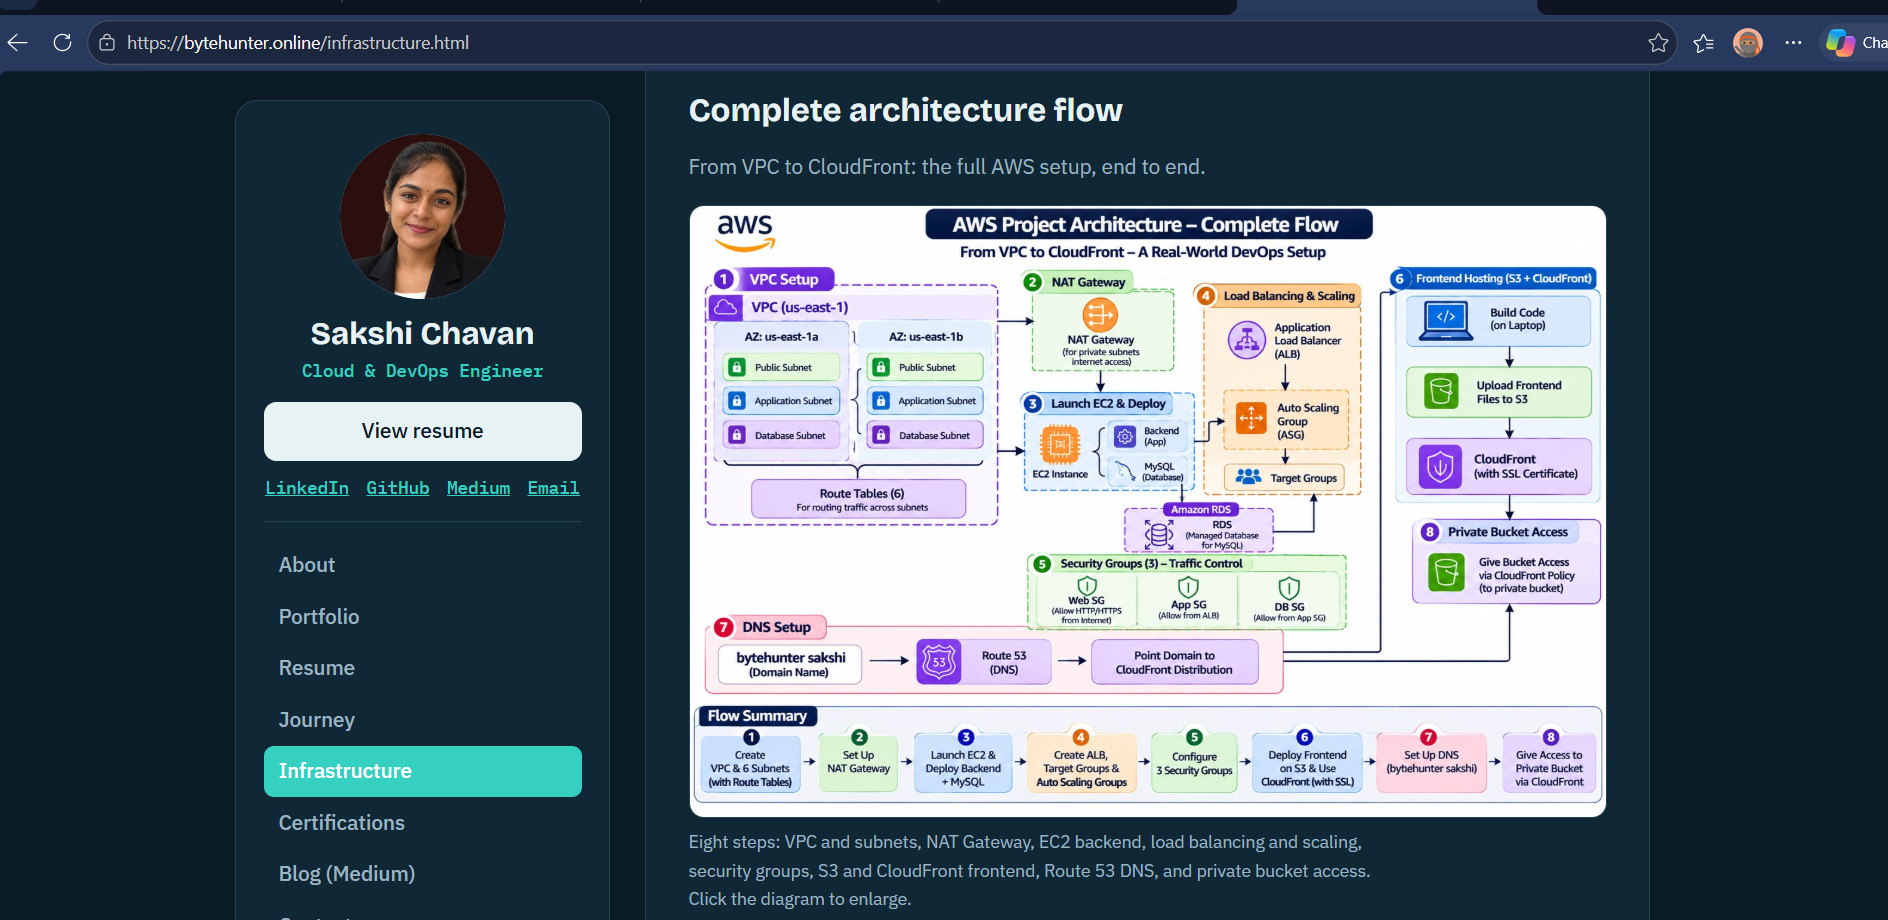 https://bytehunter.online/infrastructure.html
Cha
Sakshi Chavan
Cloud & DevOps Engineer
View resume
LinkedIn GitHub Medium Email
About
Portfolio
Resume
Journey
Infrastructure
Certifications
Blog (Medium)
Complete architecture flow
From VPC to CloudFront: the full AWS setup, end to end.
aws
AWS Project Architecture – Complete Flow
From VPC to CloudFront – A Real-World DevOps Setup
1 VPC Setup
VPC (us-east-1)
AZ: us-east-1a
Public Subnet
Application Subnet
Database Subnet
AZ: us-east-1b
Public Subnet
Application Subnet
Database Subnet
Route Tables (6)
For routing traffic across subnets
2 NAT Gateway
NAT Gateway
(for private subnets
internet access)
3 Launch EC2 & Deploy
EC2 Instance
Backend
(App)
MySQL
(Database)
Amazon RDS
RDS
(Managed Database
for MySQL)
4 Load Balancing & Scaling
Application
Load Balancer
(ALB)
Auto Scaling
Group
(ASG)
Target Groups
5 Security Groups (3) – Traffic Control
Web SG
(Allow HTTP/HTTPS
from Internet)
App SG
(Allow from ALB)
DB SG
(Allow from App SG)
6 Frontend Hosting (S3 + CloudFront)
</>
Build Code
(on Laptop)
Upload Frontend
Files to S3
CloudFront
(with SSL Certificate)
8 Private Bucket Access
Give Bucket Access
via CloudFront Policy
(to private bucket)
7 DNS Setup
bytehunter sakshi
(Domain Name)
53
Route 53
(DNS)
Point Domain to
CloudFront Distribution
Flow Summary
1
Create
VPC & 6 Subnets
(with Route Tables)
2
Set Up
NAT Gateway
3
Launch EC2 &
Deploy Backend
+ MySQL
4
Create ALB,
Target Groups &
Auto Scaling Groups
5
Configure
3 Security Groups
6
Deploy Frontend
on S3 & Use
CloudFront (with SSL)
7
Set Up DNS
(bytehunter sakshi)
8
Give Access to
Private Bucket
via CloudFront
Eight steps: VPC and subnets, NAT Gateway, EC2 backend, load balancing and scaling,
security groups, S3 and CloudFront frontend, Route 53 DNS, and private bucket access.
Click the diagram to enlarge.